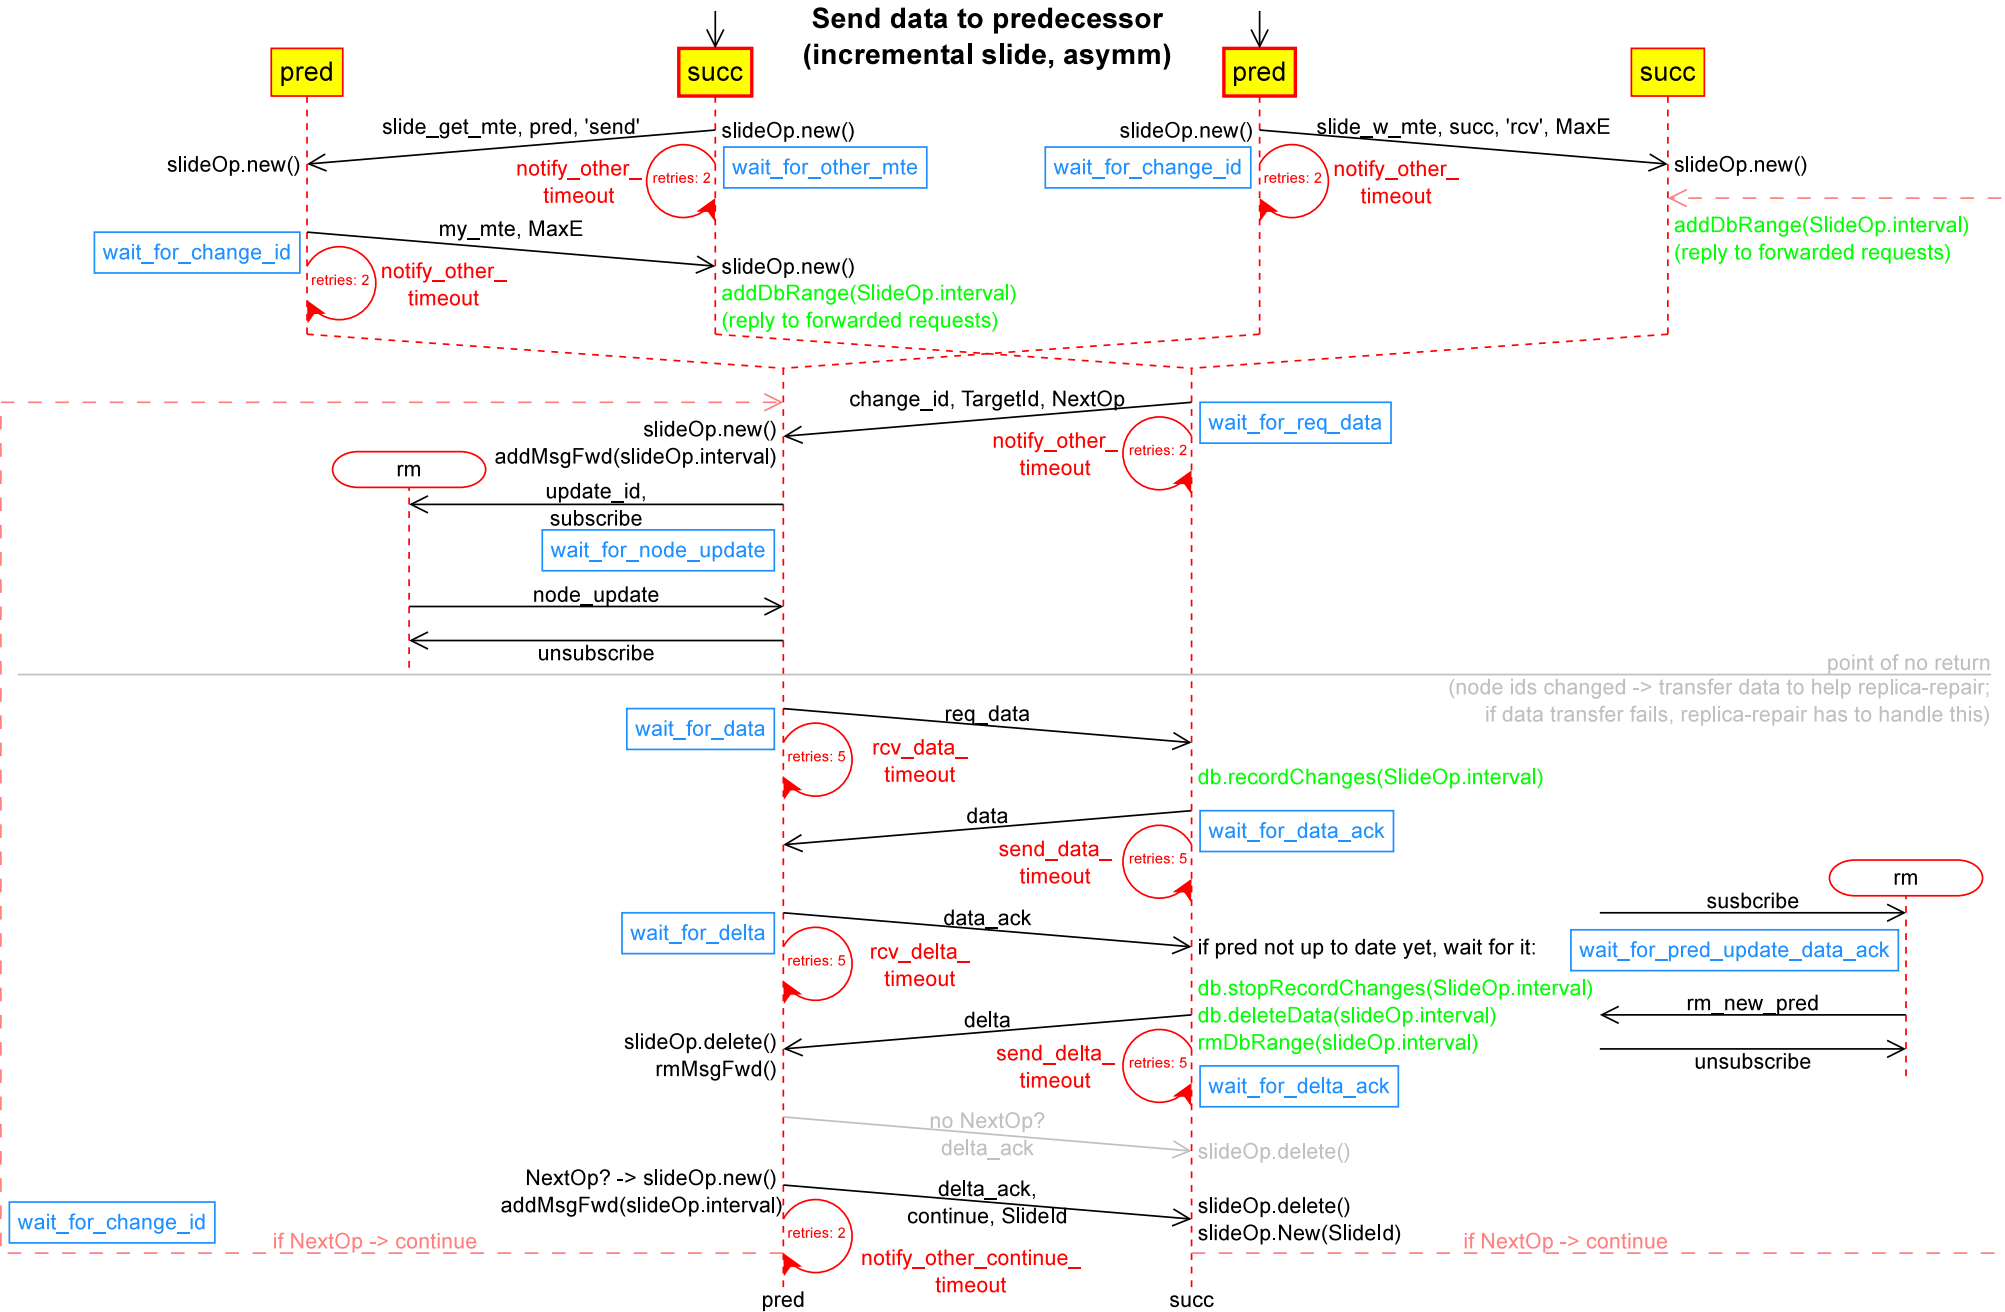 Send data to predecessor
(incremental slide, asymm)
pred
succ
pred
succ
slide_get_mte, pred, 'send'
slideOp.new()
slideOp.new()
slide_w_mte, succ, 'rcv', MaxE
slideOp.new()
notify_other_
timeout
retries: 2
wait_for_other_mte
wait_for_change_id
retries: 2
notify_other_
timeout
slideOp.new()
my_mte, MaxE
wait_for_change_id
retries: 2
notify_other_
timeout
slideOp.new()
addDbRange(SlideOp.interval)
(reply to forwarded requests)
addDbRange(SlideOp.interval)
(reply to forwarded requests)
change_id, TargetId, NextOp
wait_for_req_data
slideOp.new()
addMsgFwd(slideOp.interval)
notify_other_
timeout
retries: 2
rm
update_id,
subscribe
wait_for_node_update
node_update
unsubscribe
point of no return
(node ids changed -> transfer data to help replica-repair;
if data transfer fails, replica-repair has to handle this)
wait_for_data
req_data
retries: 5
rcv_data_
timeout
db.recordChanges(SlideOp.interval)
data
wait_for_data_ack
send_data_
timeout
retries: 5
rm
susbcribe
wait_for_delta
data_ack
retries: 5
rcv_delta_
timeout
if pred not up to date yet, wait for it:
wait_for_pred_update_data_ack
db.stopRecordChanges(SlideOp.interval)
db.deleteData(slideOp.interval)
rmDbRange(slideOp.interval)
rm_new_pred
unsubscribe
delta
slideOp.delete()
rmMsgFwd()
send_delta_
timeout
retries: 5
wait_for_delta_ack
no NextOp?
delta_ack
slideOp.delete()
NextOp? -> slideOp.new()
addMsgFwd(slideOp.interval)
delta_ack,
continue, SlideId
slideOp.delete()
slideOp.New(SlideId)
wait_for_change_id
if NextOp -> continue
retries: 2
notify_other_continue_
timeout
if NextOp -> continue
pred
succ